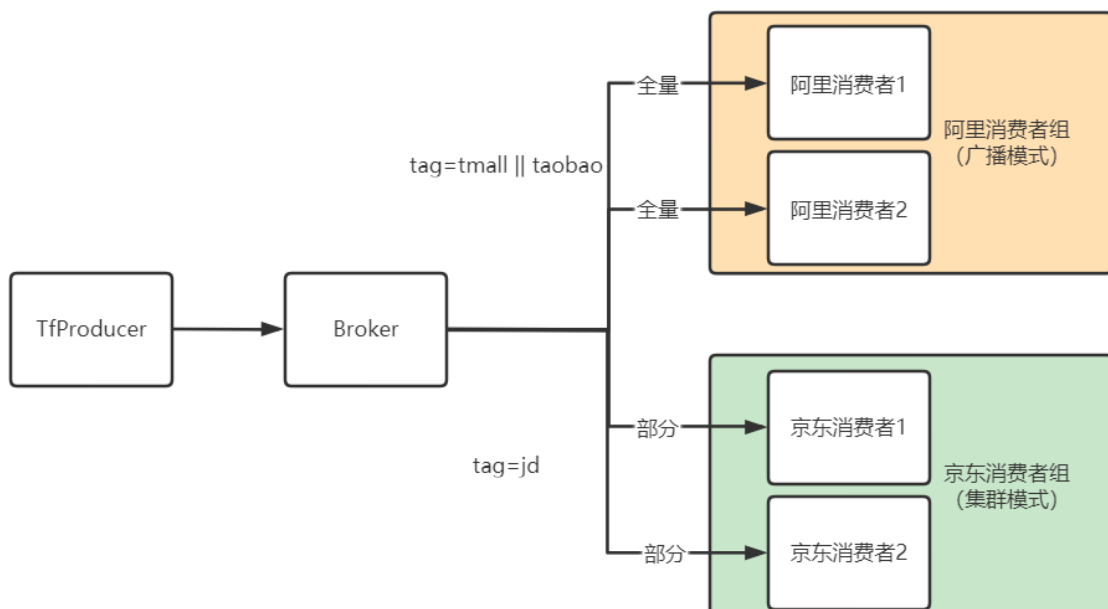 全量
阿里消费者1
阿里消费者组
（广播模式）
tag=tmall || taobao
全量
阿里消费者2
TfProducer
Broker
部分
京东消费者1
tag=jd
京东消费者组
（集群模式）
部分
京东消费者2